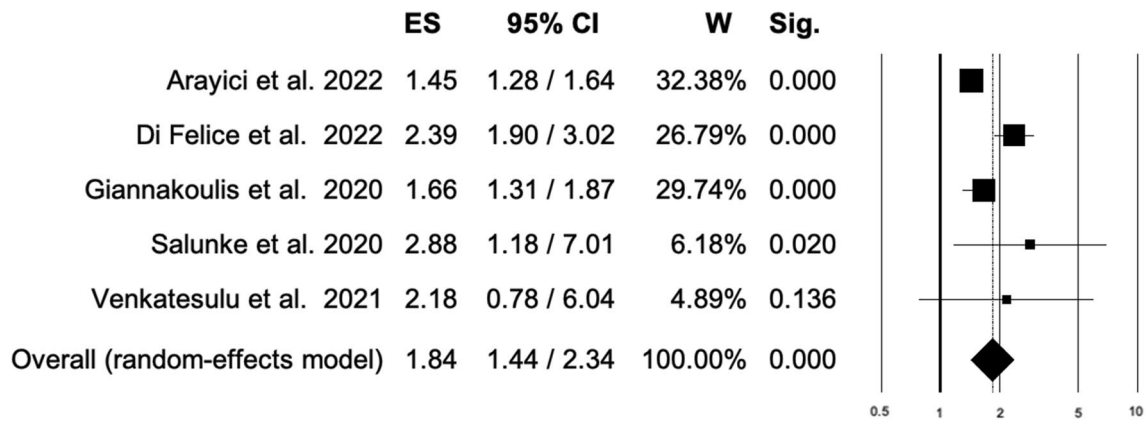 ES 95% CI W Sig.
Arayici et al. 2022 1.45 1.28 / 1.64 32.38% 0.000
Di Felice et al. 2022 2.39 1.90 / 3.02 26.79% 0.000
Giannakoulis et al. 2020 1.66 1.31 / 1.87 29.74% 0.000
Salunke et al. 2020 2.88 1.18 / 7.01 6.18% 0.020
Venkatesulu et al. 2021 2.18 0.78 / 6.04 4.89% 0.136
Overall (random-effects model) 1.84 1.44 / 2.34 100.00% 0.000
0.5 1 2 5 10